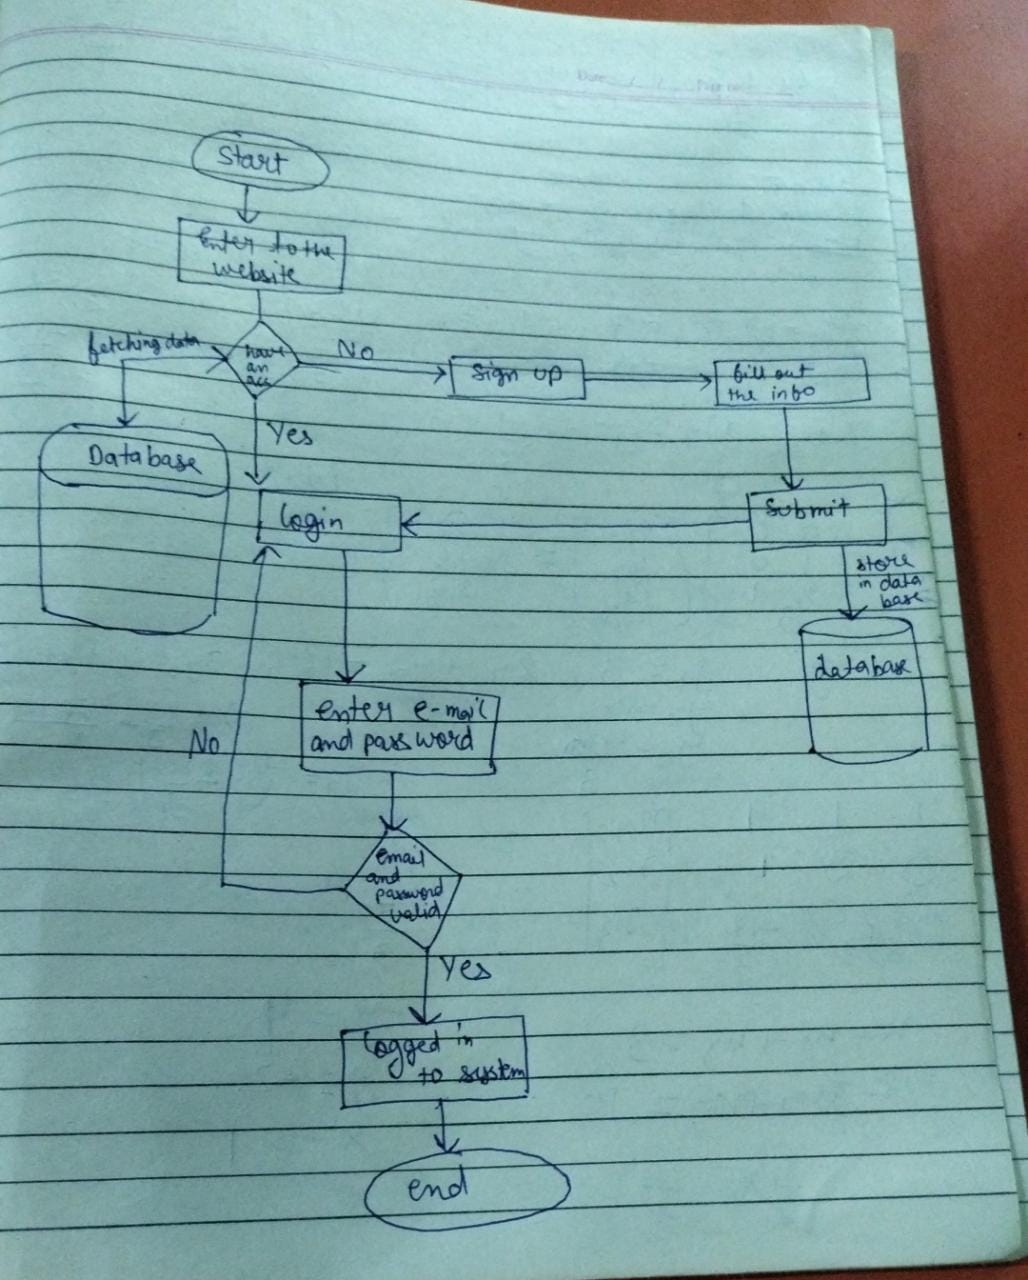 Date / / Page no
Start
Enter to the
website
fetching data
have
an
acc
No
Sign up
fill out
the info
Yes
Database
Login
Submit
store
in data
base
database
enter e-mail
and password
No
email
and
password
valid
Yes
Logged in
to system
end